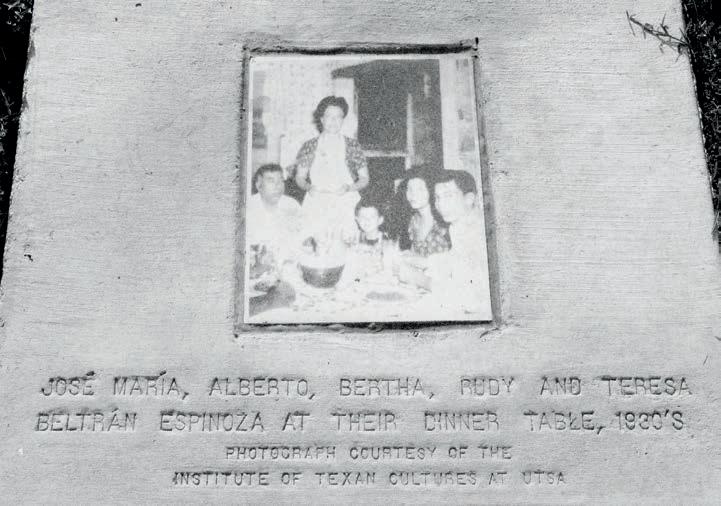 JOSÉ MARÍA, ALBERTO, BERTHA, RUDY AND TERESA
BELTRÁN ESPINOZA AT THEIR DINNER TABLE, 1930'S
PHOTOGRAPH COURTESY OF THE
INSTITUTE OF TEXAN CULTURES AT UTSA